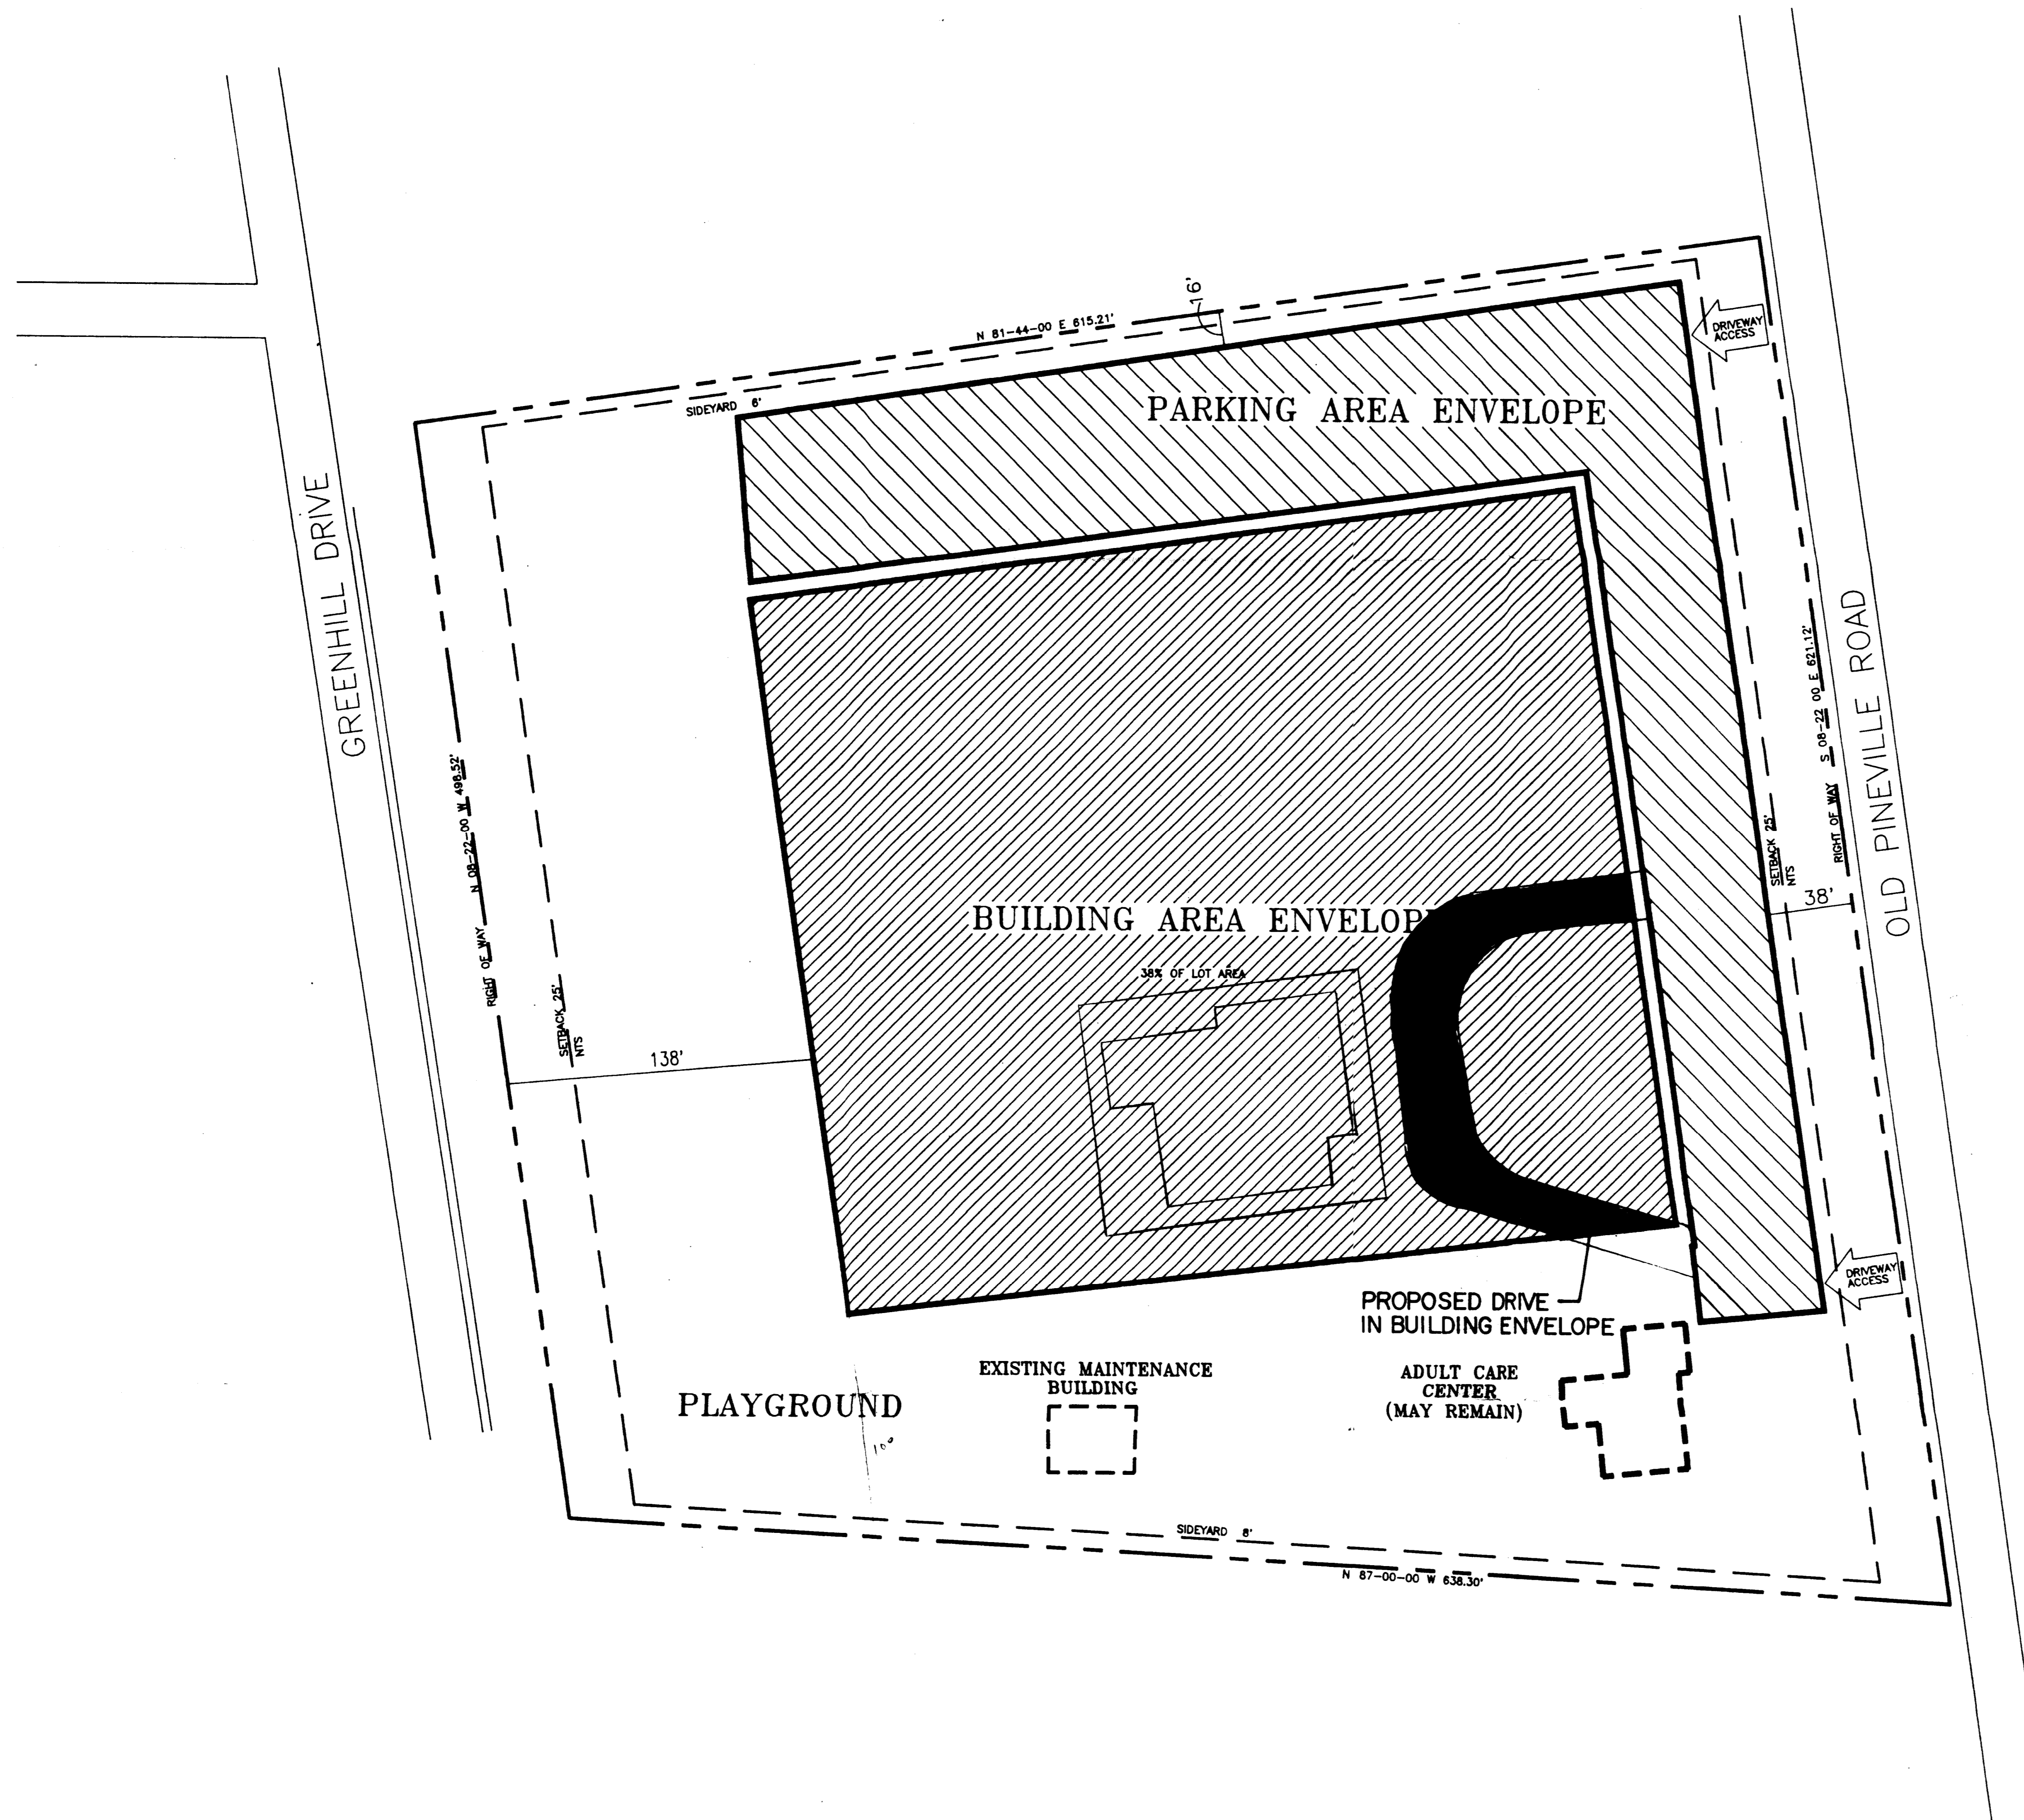 16'
N 81-44-00 E 615.21'
DRIVEWAY
ACCESS
SIDEYARD 6'
PARKING AREA ENVELOPE
GREENHILL DRIVE
OLD PINEVILLE ROAD
S 08-22 00 E 621.12'
RIGHT OF WAY
SETBACK 25'
NTS
38'
N 08-22-00 W 498.52'
RIGHT OF WAY
SETBACK 25'
NTS
138'
BUILDING AREA ENVELOP
38% OF LOT AREA
DRIVEWAY
ACCESS
PROPOSED DRIVE
IN BUILDING ENVELOPE
EXISTING MAINTENANCE
BUILDING
ADULT CARE
CENTER
(MAY REMAIN)
PLAYGROUND
SIDEYARD 8'
N 87-00-00 W 638.30'